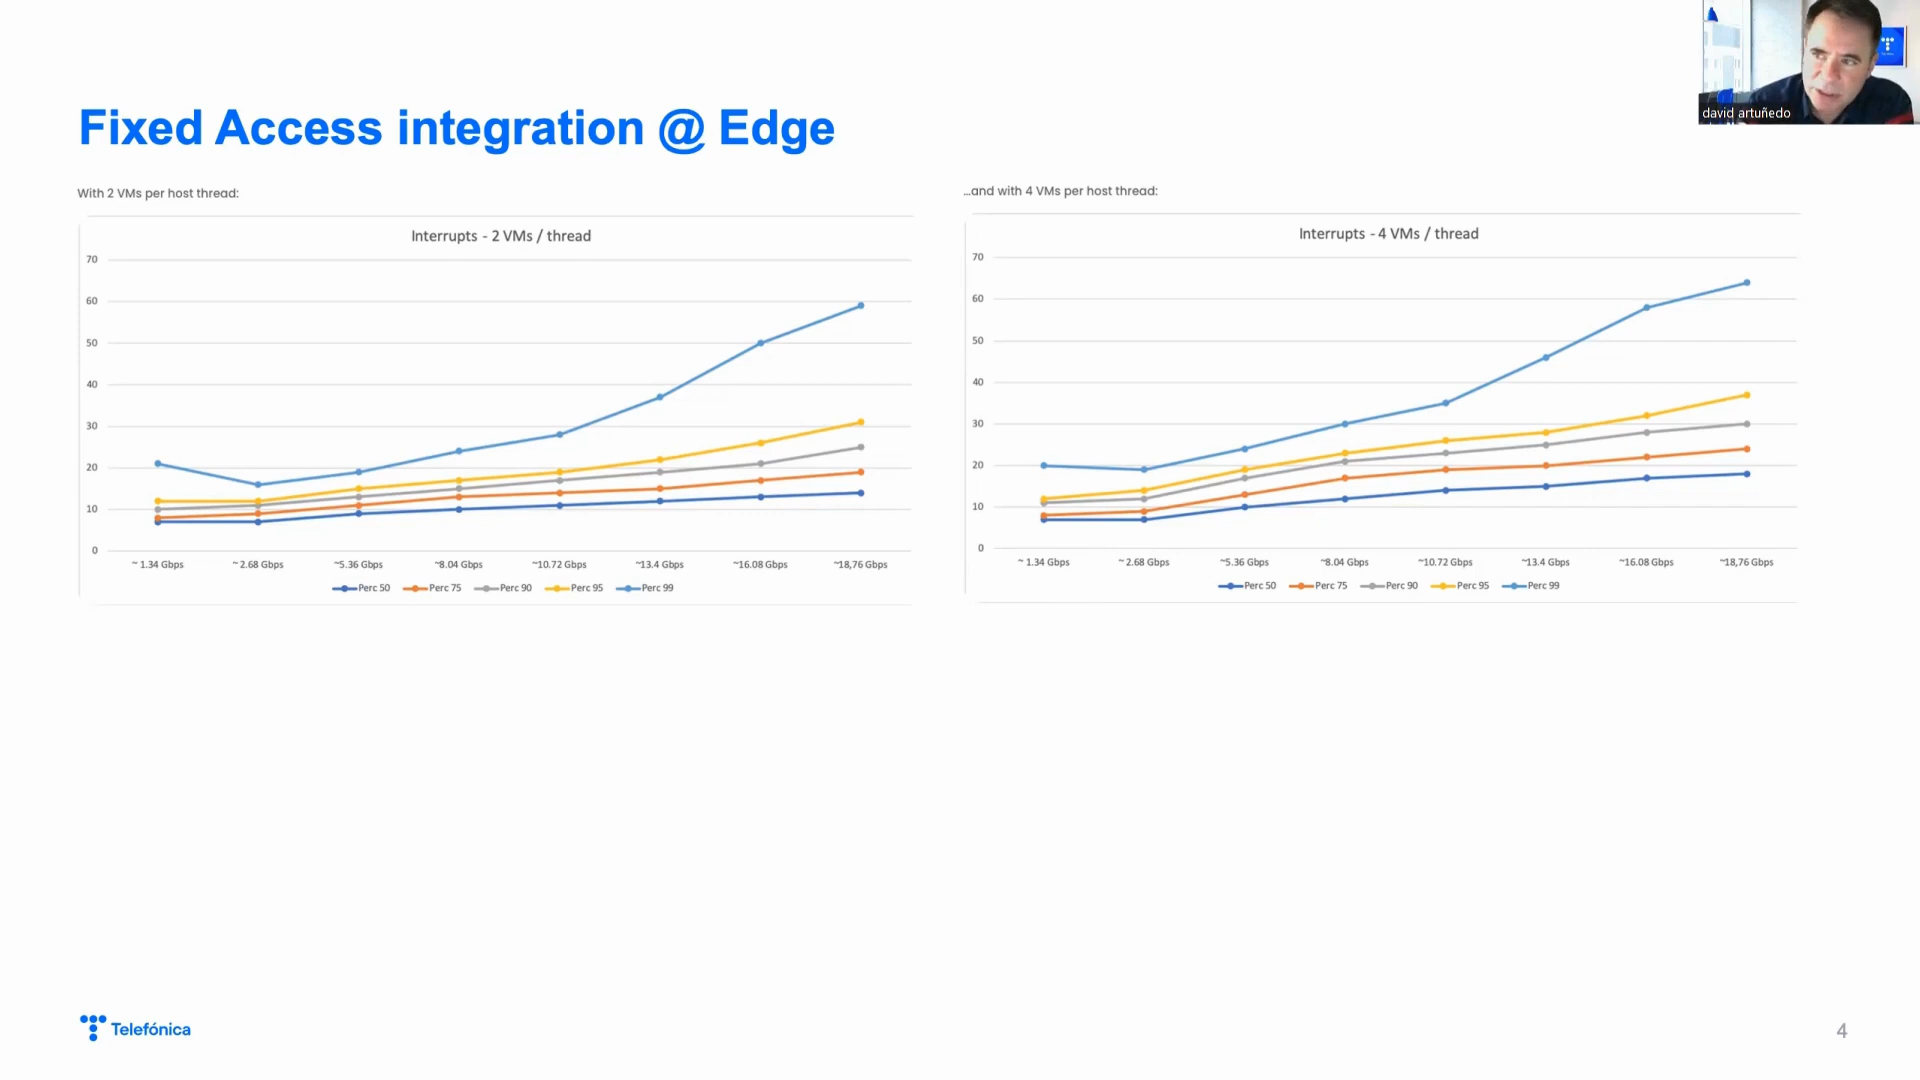 david artuñedo
Fixed Access integration @ Edge
With 2 VMs per host thread:
Interrupts - 2 VMs / thread
70
60
50
40
30
20
10
0
~ 1.34 Gbps ~ 2.68 Gbps ~5.36 Gbps ~8.04 Gbps ~10.72 Gbps ~13.4 Gbps ~16.08 Gbps ~18,76 Gbps
Perc 50 Perc 75 Perc 90 Perc 95 Perc 99
...and with 4 VMs per host thread:
Interrupts - 4 VMs / thread
70
60
50
40
30
20
10
0
~ 1.34 Gbps ~ 2.68 Gbps ~5.36 Gbps ~8.04 Gbps ~10.72 Gbps ~13.4 Gbps ~16.08 Gbps ~18,76 Gbps
Perc 50 Perc 75 Perc 90 Perc 95 Perc 99
Telefónica
4